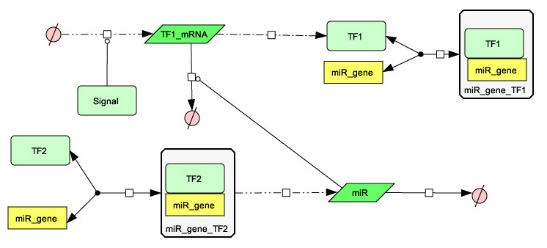 TF1_mRNA
TF1
TF1
miR_gene
miR_gene
miR_gene_TF1
Signal
TF2
TF2
miR_gene
miR_gene
miR_gene_TF2
miR